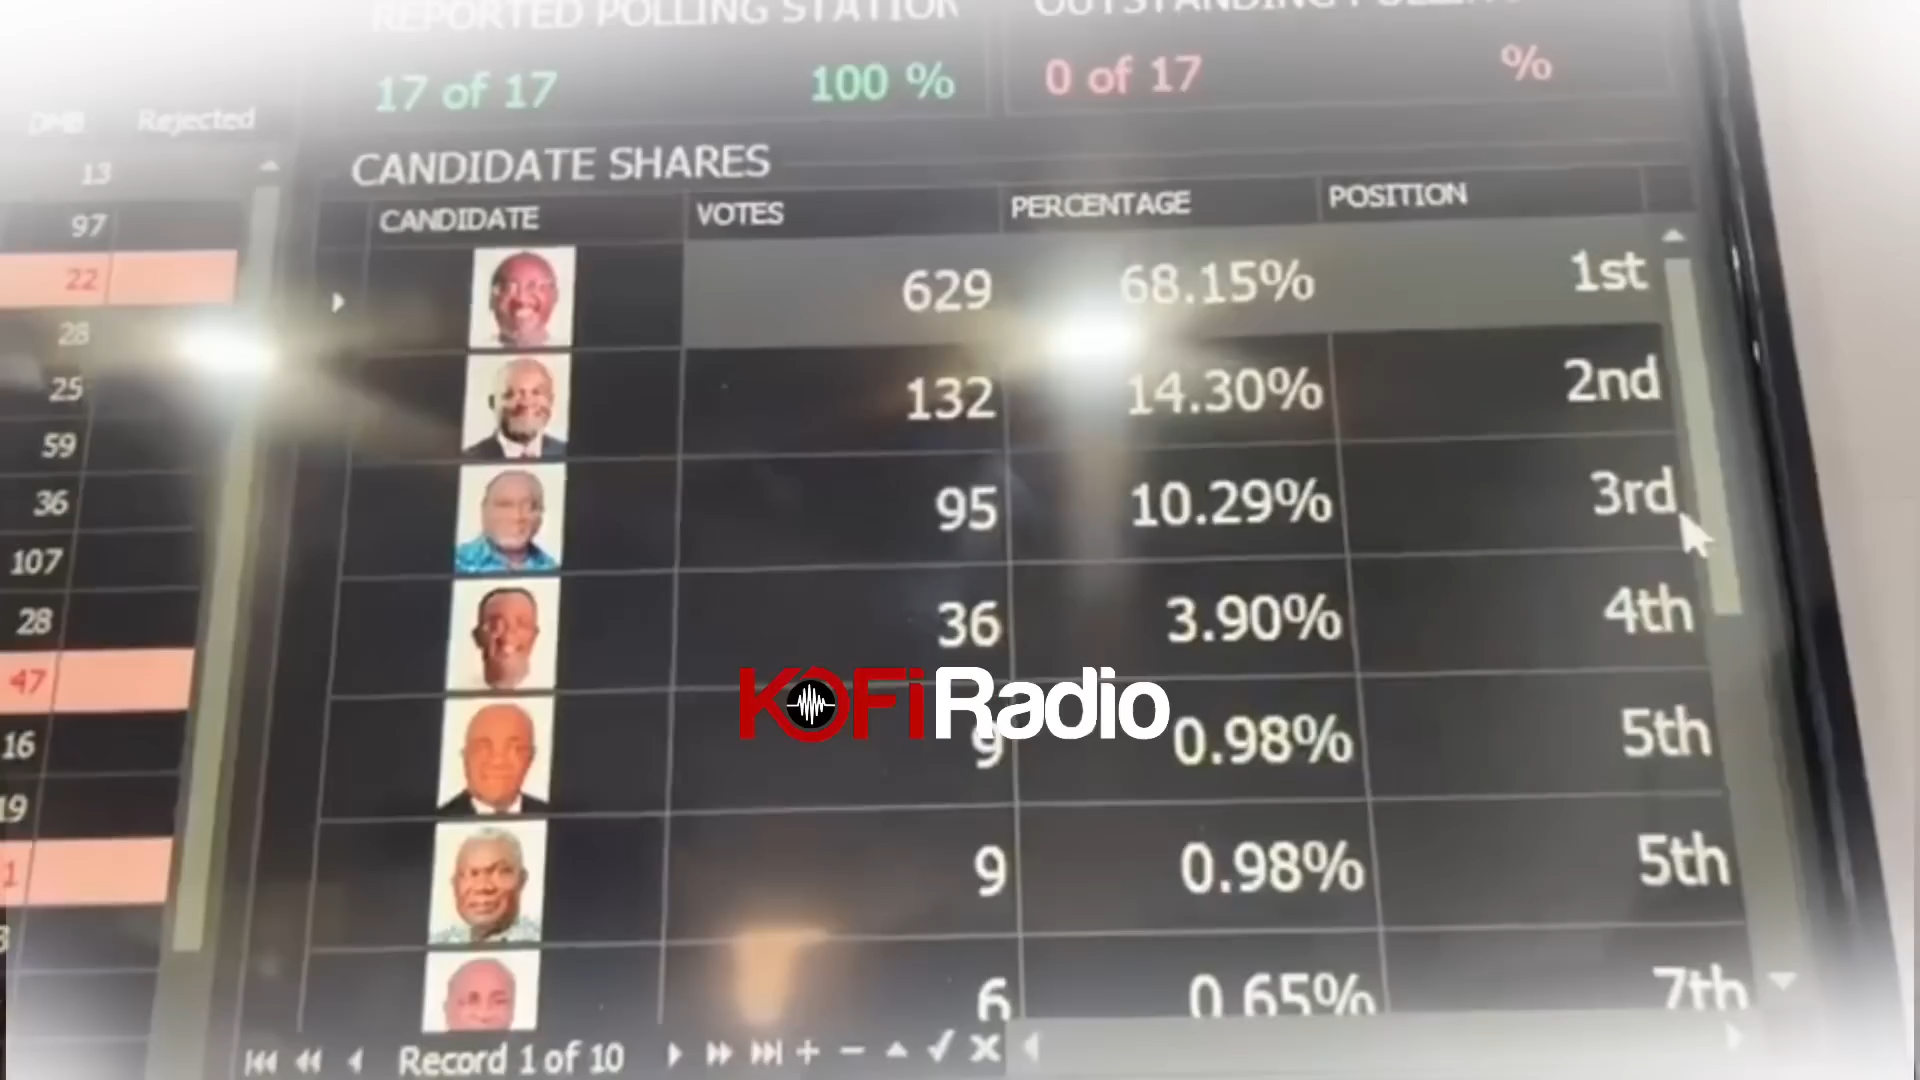 REPORTED POLLING STATION
17 of 17 100 %
0 of 17 %
DMB Rejected
13
97
22
28
25
59
36
107
28
47
16
19
1
CANDIDATE SHARES
CANDIDATE VOTES PERCENTAGE POSITION
629 68.15% 1st
132 14.30% 2nd
95 10.29% 3rd
36 3.90% 4th
KOFiRadio
9 0.98% 5th
9 0.98% 5th
6 0.65% 7th
Record 1 of 10